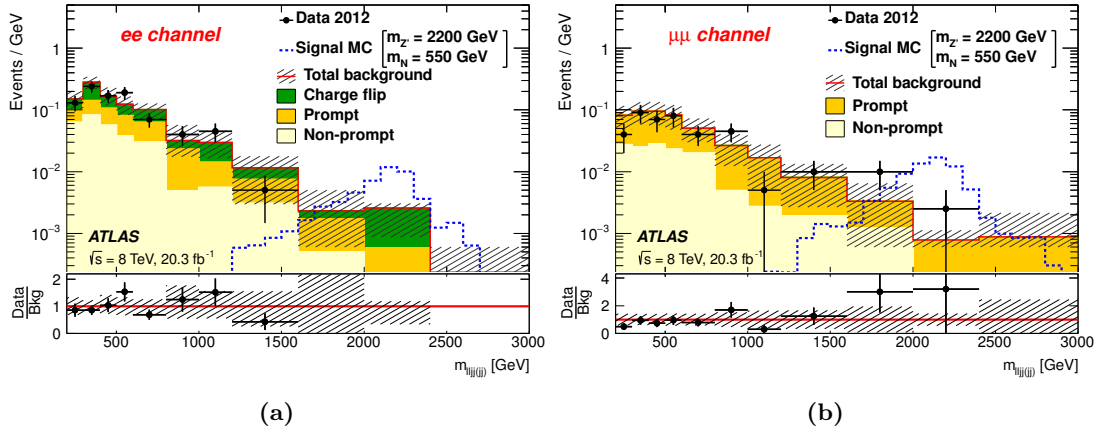 Events / GeV
1
10⁻¹
10⁻²
10⁻³
ee channel
Data 2012
Signal MC [ m_Z' = 2200 GeV
m_N = 550 GeV ]
Total background
Charge flip
Prompt
Non-prompt
ATLAS
√s = 8 TeV, 20.3 fb⁻¹
Data
Bkg
2
1
0
500 1000 1500 2000 2500 3000
m_lljj(jj) [GeV]
(a)
Events / GeV
1
10⁻¹
10⁻²
10⁻³
μμ channel
Data 2012
Signal MC [ m_Z' = 2200 GeV
m_N = 550 GeV ]
Total background
Prompt
Non-prompt
ATLAS
√s = 8 TeV, 20.3 fb⁻¹
Data
Bkg
4
2
0
500 1000 1500 2000 2500 3000
m_lljj(jj) [GeV]
(b)